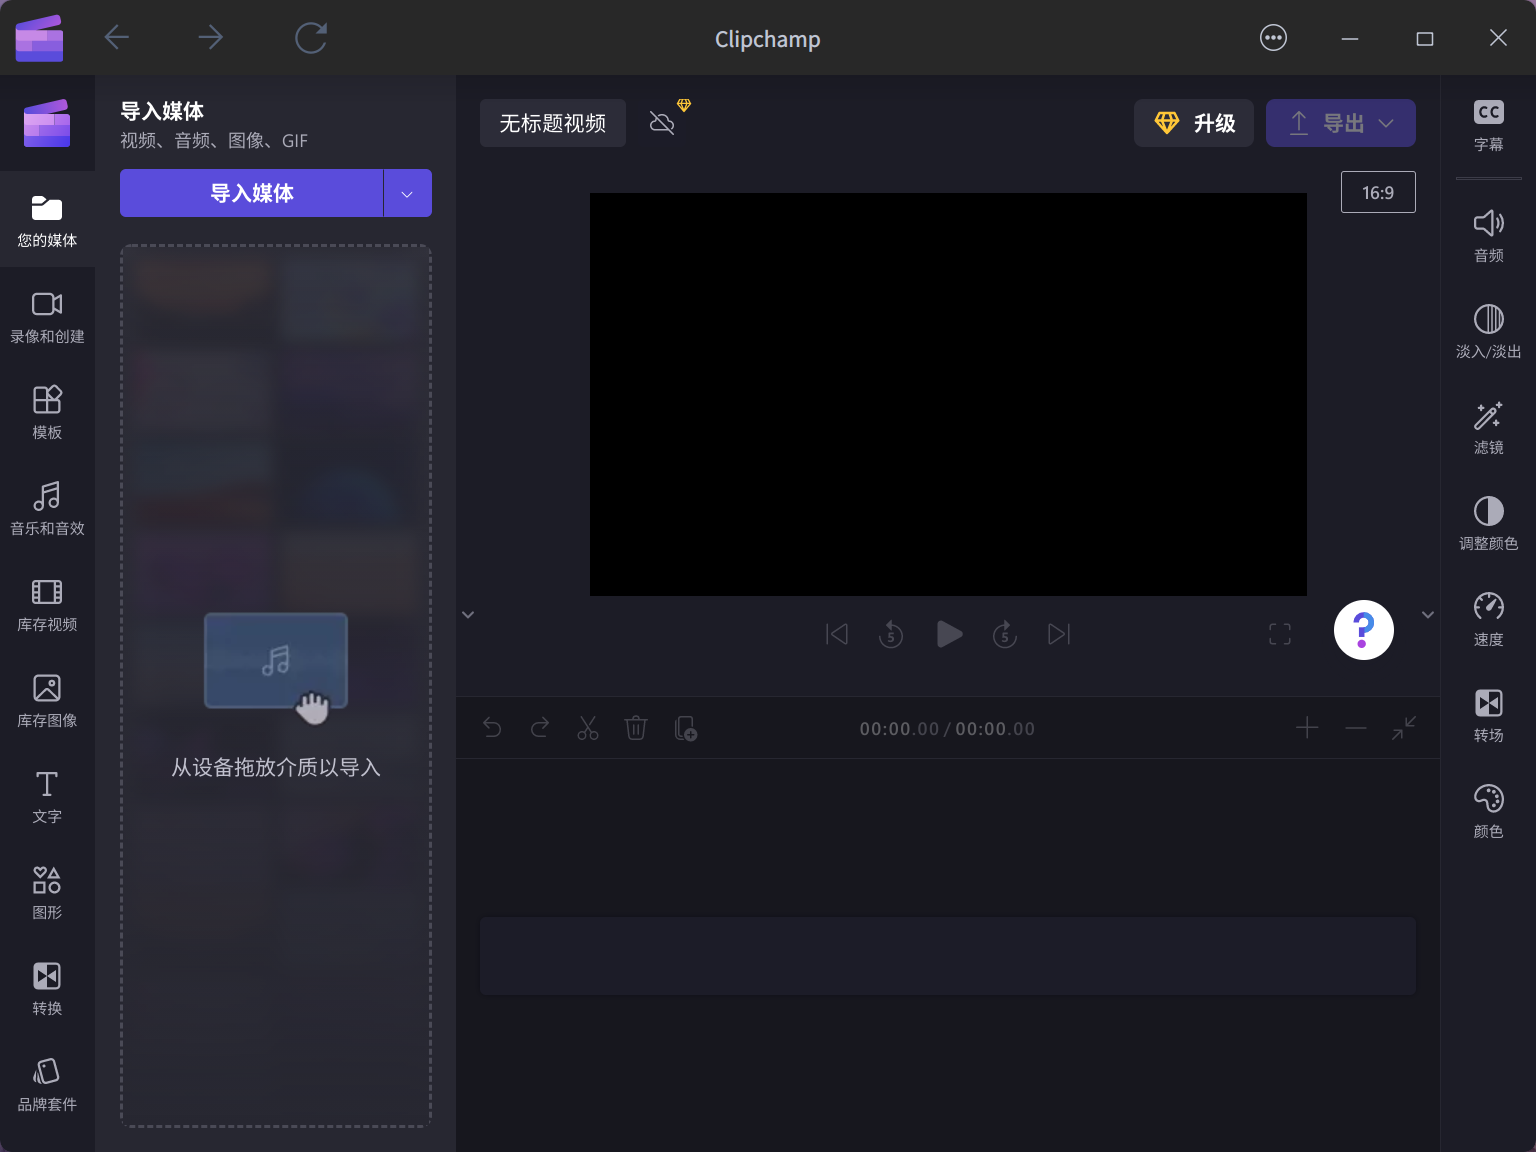 Clipchamp
导入媒体
视频、音频、图像、GIF
导入媒体
从设备拖放介质以导入
您的媒体
录像和创建
模板
音乐和音效
库存视频
库存图像
文字
图形
转换
品牌套件
无标题视频
升级
导出
16:9
5
5
?
00:00.00 / 00:00.00
CC
字幕
音频
淡入/淡出
滤镜
调整颜色
速度
转场
颜色